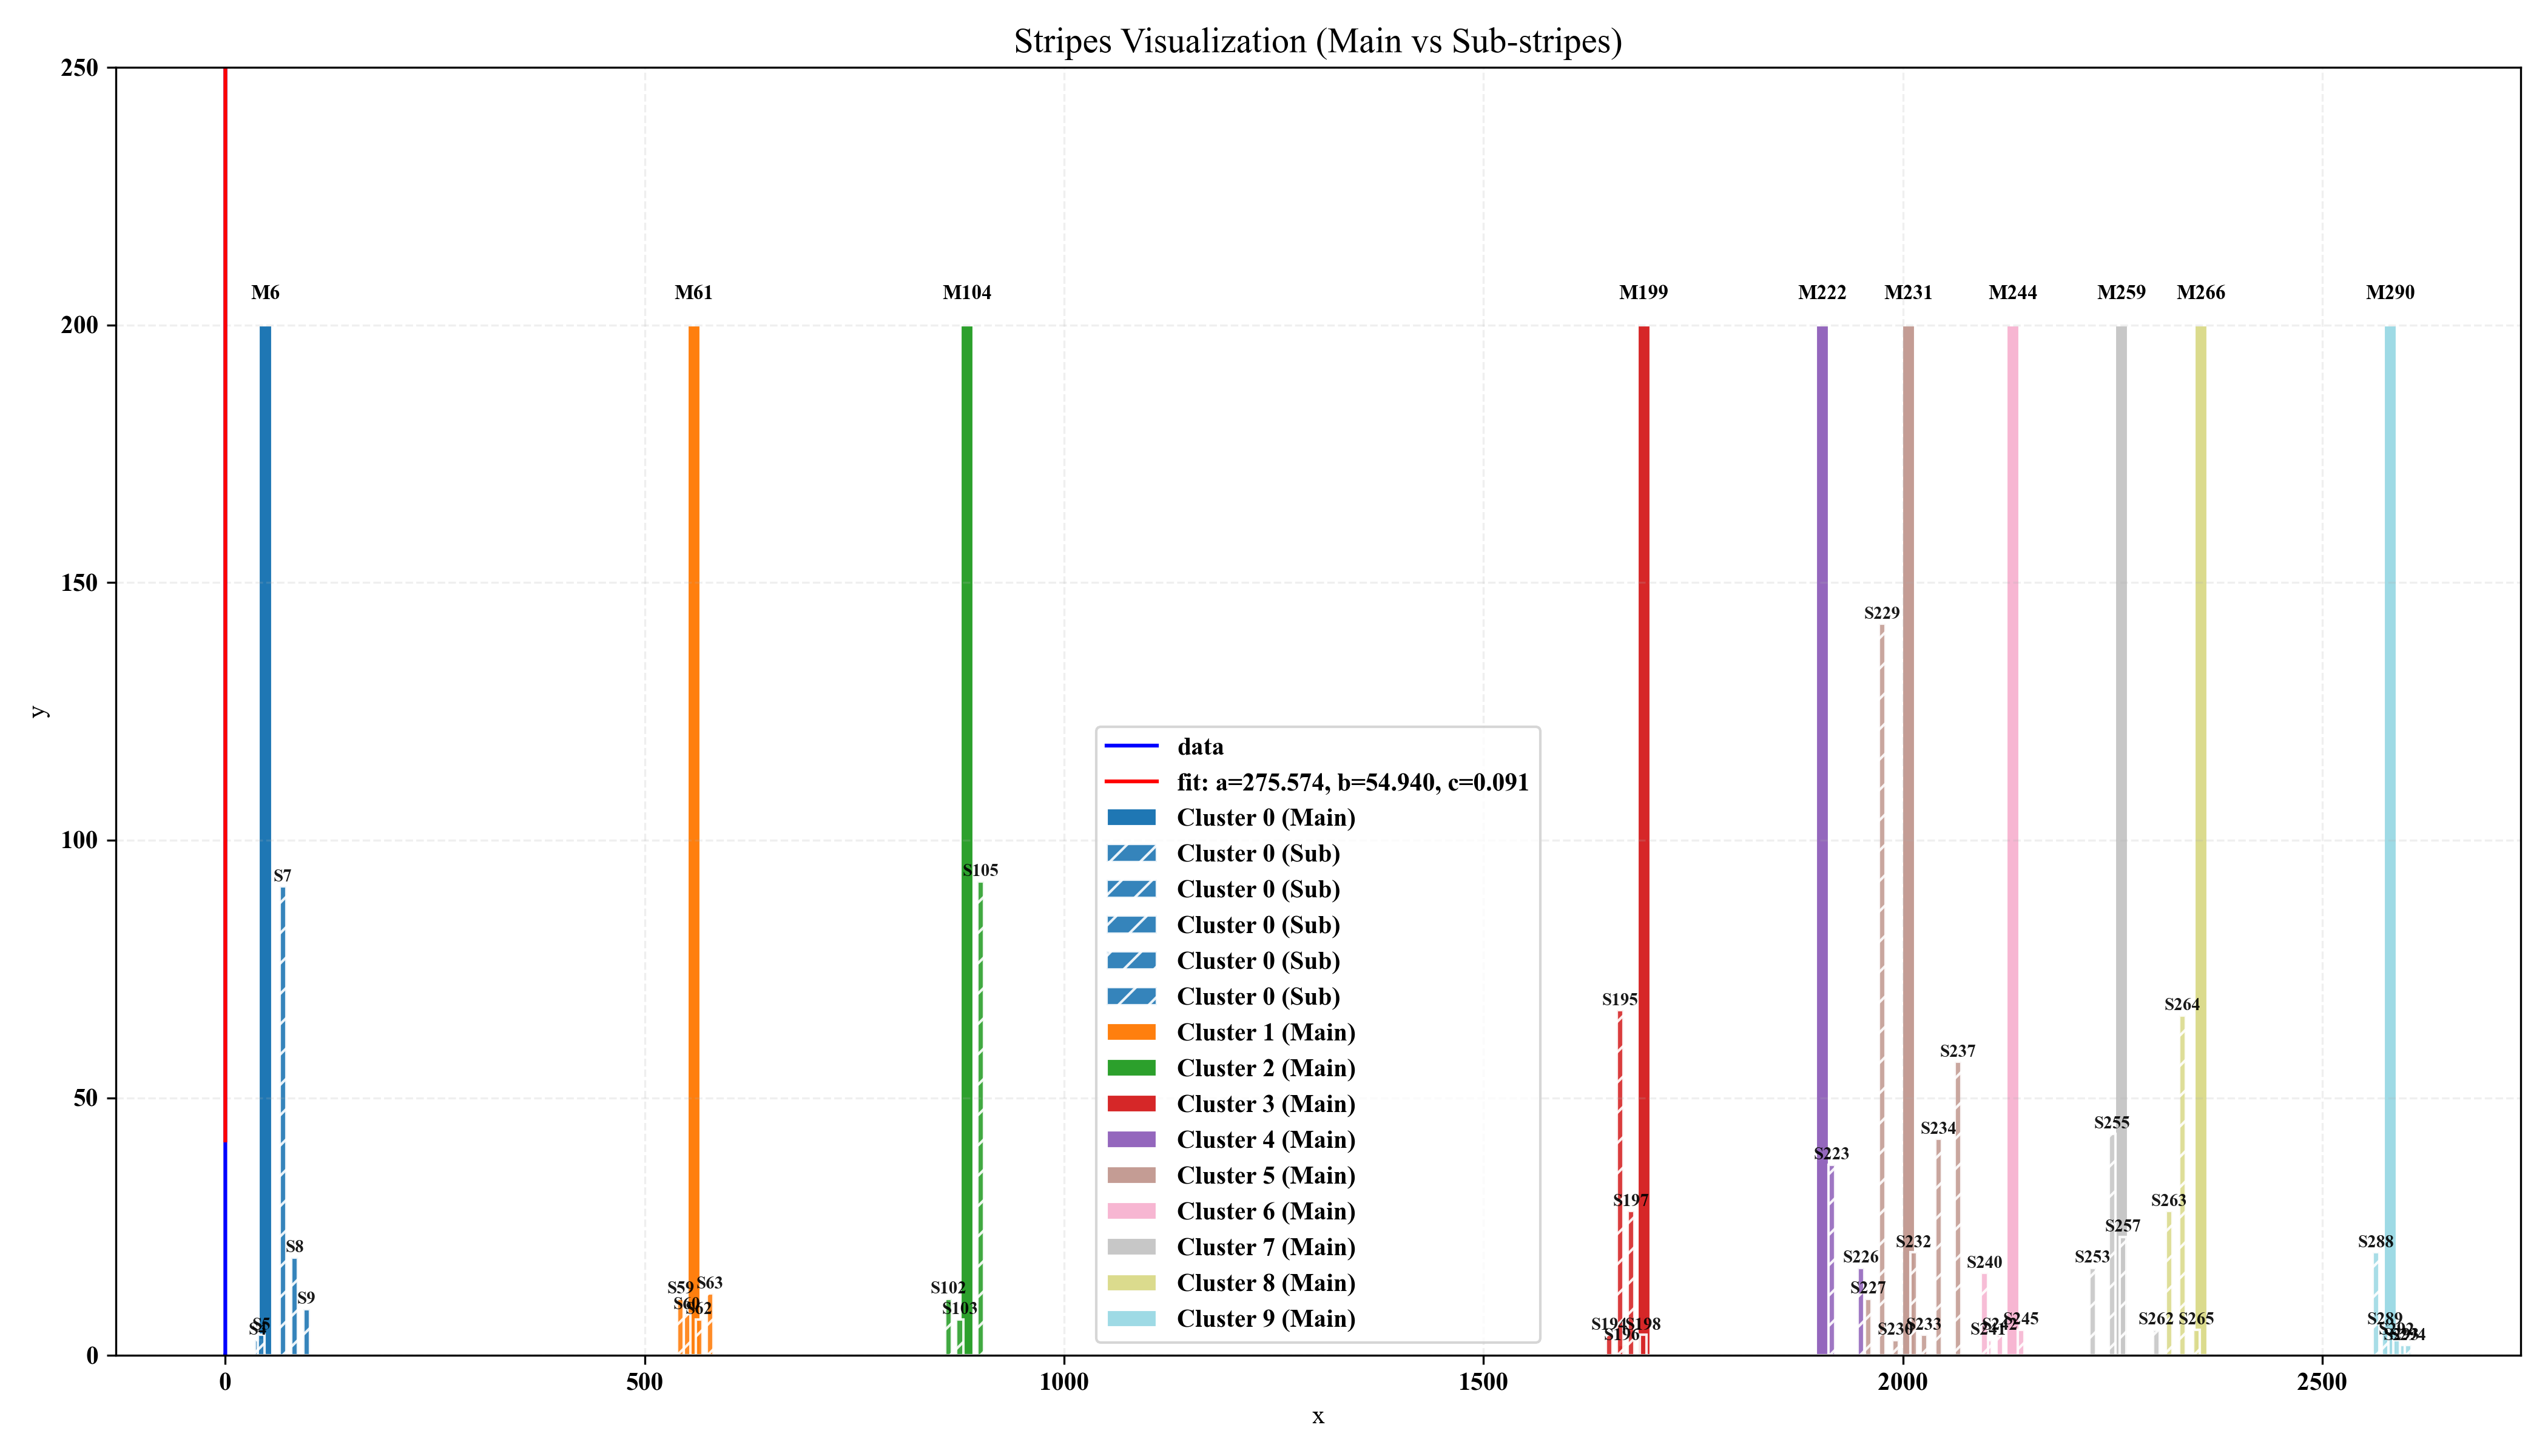 Stripes Visualization (Main vs Sub-stripes)
250
200
150
100
50
0
y
M6
M61
M104
M199
M222
M231
M244
M259
M266
M290
S229
S7
S105
S195
S264
S237
S255
S234
S223
S197
S263
S257
S8
S232
S288
S226
S253
S240
S9
S59
S63
S102
S227
S60
S62
S103
S4
S5
S194
S196
S198
S230
S233
S241
S242
S245
S262
S265
S289
S294
data
fit: a=275.574, b=54.940, c=0.091
Cluster 0 (Main)
Cluster 0 (Sub)
Cluster 0 (Sub)
Cluster 0 (Sub)
Cluster 0 (Sub)
Cluster 0 (Sub)
Cluster 1 (Main)
Cluster 2 (Main)
Cluster 3 (Main)
Cluster 4 (Main)
Cluster 5 (Main)
Cluster 6 (Main)
Cluster 7 (Main)
Cluster 8 (Main)
Cluster 9 (Main)
0
500
1000
1500
2000
2500
x